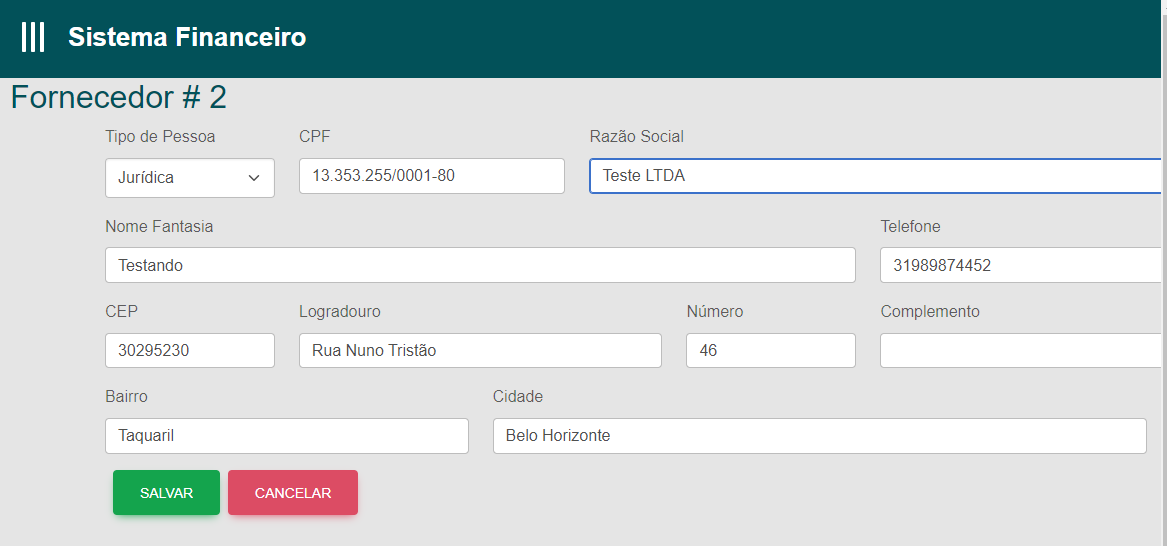 Sistema Financeiro
Fornecedor # 2
Tipo de Pessoa CPF Razão Social
Jurídica 13.353.255/0001-80 Teste LTDA
Nome Fantasia Telefone
Testando 31989874452
CEP Logradouro Número Complemento
30295230 Rua Nuno Tristão 46
Bairro Cidade
Taquaril Belo Horizonte
SALVAR CANCELAR